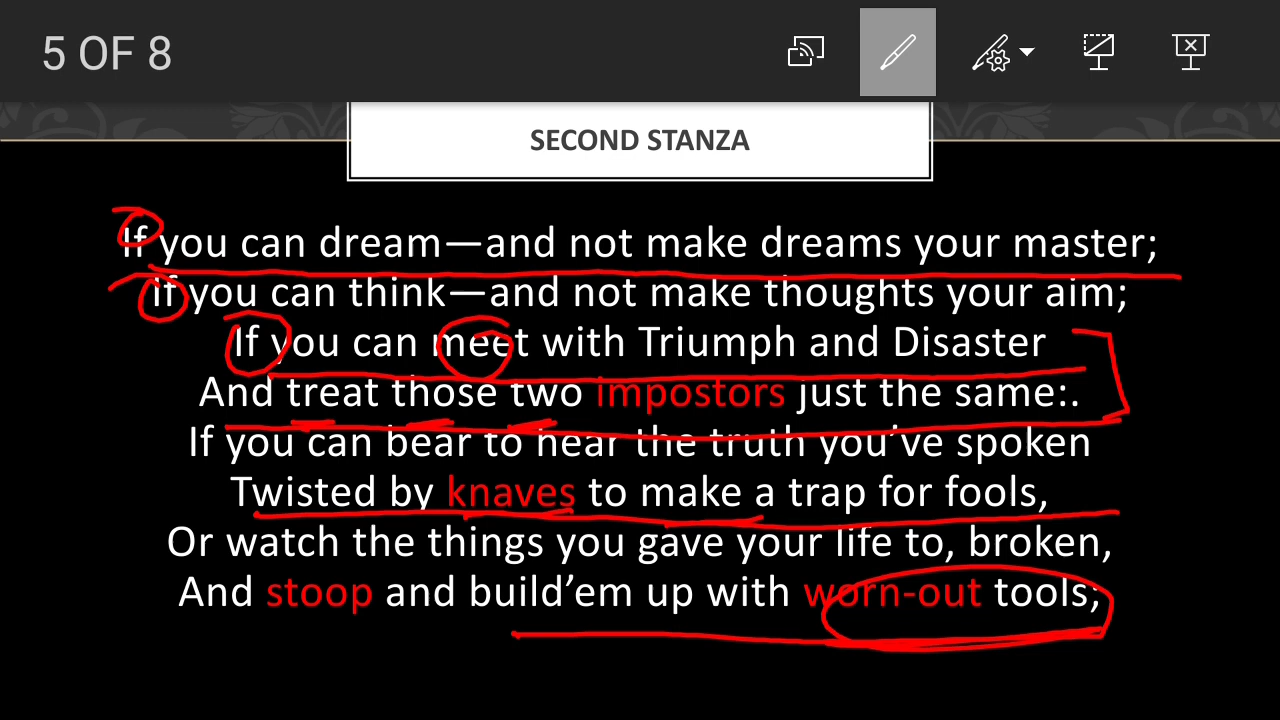 5 OF 8
SECOND STANZA
If you can dream—and not make dreams your master;
If you can think—and not make thoughts your aim;
If you can meet with Triumph and Disaster
And treat those two impostors just the same:.
If you can bear to hear the truth you’ve spoken
Twisted by knaves to make a trap for fools,
Or watch the things you gave your life to, broken,
And stoop and build’em up with worn-out tools;